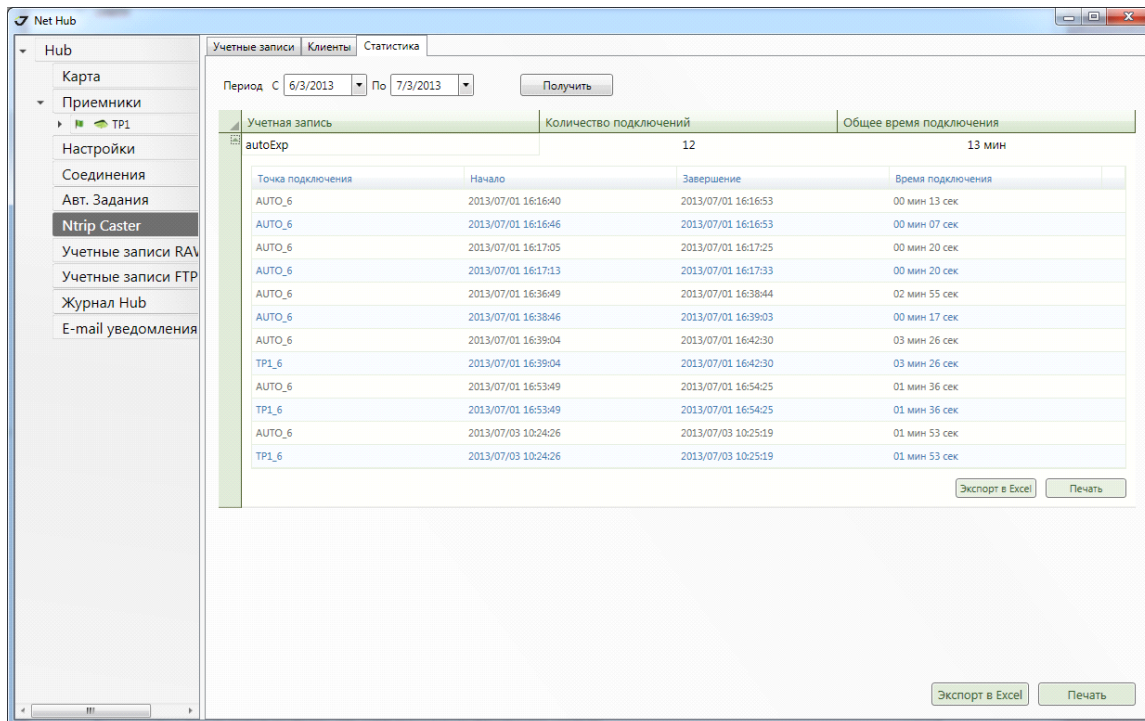 Net Hub
Hub
Карта
Приемники
TP1
Настройки
Соединения
Авт. Задания
Ntrip Caster
Учетные записи RAW
Учетные записи FTP
Журнал Hub
E-mail уведомления
Учетные записи Клиенты Статистика
Период С 6/3/2013 По 7/3/2013 Получить
Учетная запись Количество подключений Общее время подключения
autoExp 12 13 мин
Точка подключения Начало Завершение Время подключения
AUTO_6 2013/07/01 16:16:40 2013/07/01 16:16:53 00 мин 13 сек
AUTO_6 2013/07/01 16:16:46 2013/07/01 16:16:53 00 мин 07 сек
AUTO_6 2013/07/01 16:17:05 2013/07/01 16:17:25 00 мин 20 сек
AUTO_6 2013/07/01 16:17:13 2013/07/01 16:17:33 00 мин 20 сек
AUTO_6 2013/07/01 16:36:49 2013/07/01 16:38:44 02 мин 55 сек
AUTO_6 2013/07/01 16:38:46 2013/07/01 16:39:03 00 мин 17 сек
AUTO_6 2013/07/01 16:39:04 2013/07/01 16:42:30 03 мин 26 сек
TP1_6 2013/07/01 16:39:04 2013/07/01 16:42:30 03 мин 26 сек
AUTO_6 2013/07/01 16:53:49 2013/07/01 16:54:25 01 мин 36 сек
TP1_6 2013/07/01 16:53:49 2013/07/01 16:54:25 01 мин 36 сек
AUTO_6 2013/07/03 10:24:26 2013/07/03 10:25:19 01 мин 53 сек
TP1_6 2013/07/03 10:24:26 2013/07/03 10:25:19 01 мин 53 сек
Экспорт в Excel Печать
Экспорт в Excel Печать